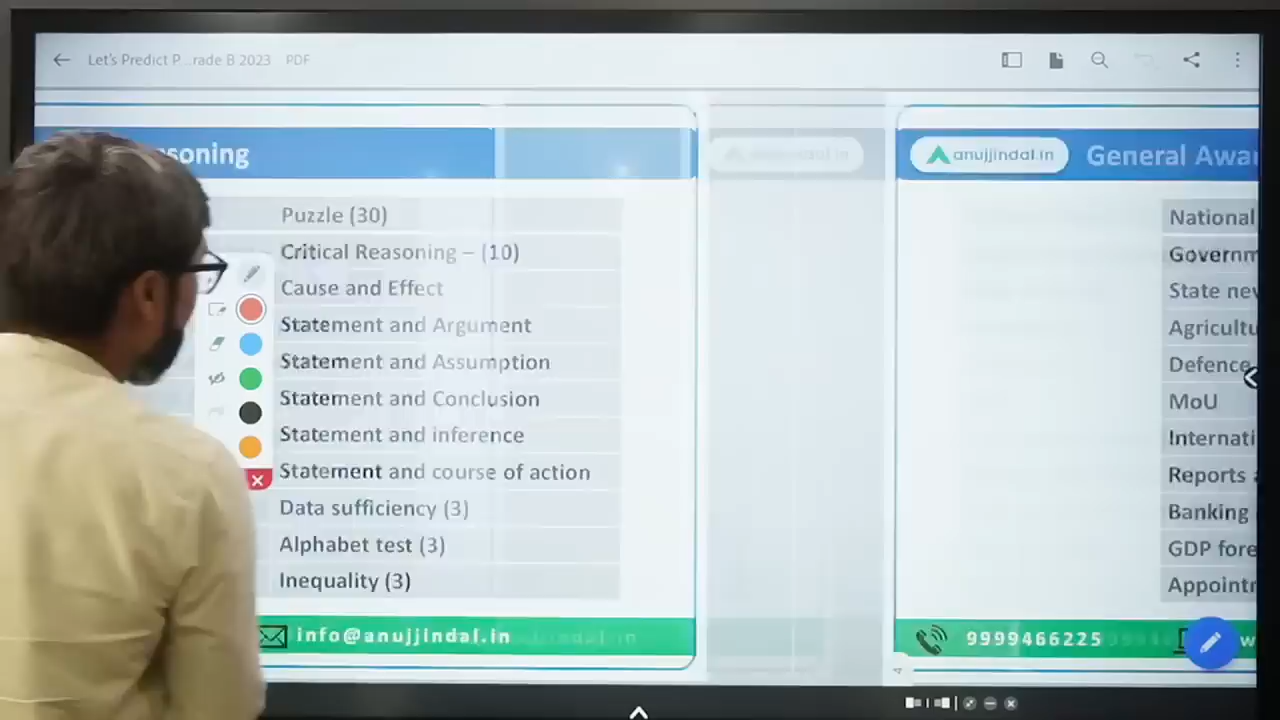 Let's Predict P...rade B 2023 PDF
soning
Puzzle (30)
Critical Reasoning – (10)
Cause and Effect
Statement and Argument
Statement and Assumption
Statement and Conclusion
Statement and inference
Statement and course of action
Data sufficiency (3)
Alphabet test (3)
Inequality (3)
info@anujjindal.in
anujjindal.in
General Awar
National
Governm
State nev
Agricultu
Defence
MoU
Internati
Reports
Banking
GDP fore
Appointr
9999466225
w